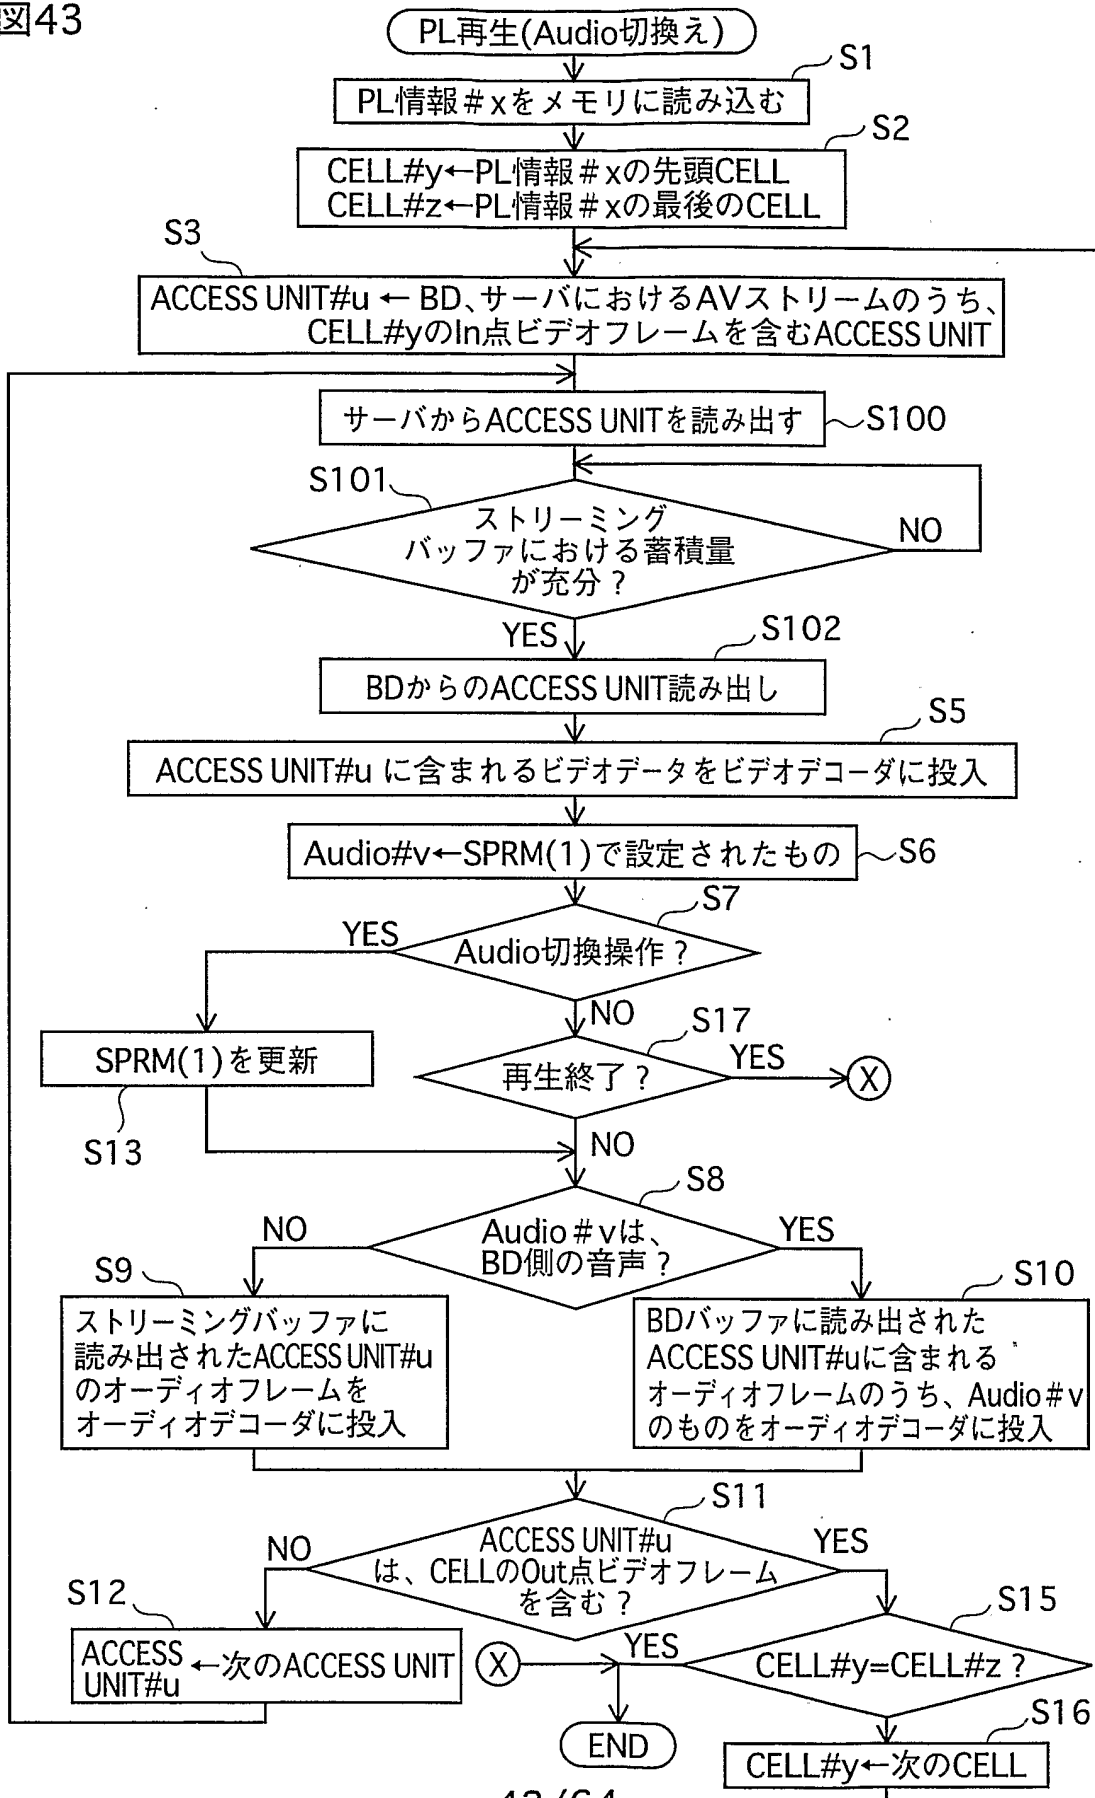 図43
PL再生(Audio切換え)
S1
PL情報#xをメモリに読み込む
S2
CELL#y←PL情報#xの先頭CELL
CELL#z←PL情報#xの最後のCELL
S3
ACCESS UNIT#u ← BD、サーバにおけるAVストリームのうち、
CELL#yのIn点ビデオフレームを含むACCESS UNIT
サーバからACCESS UNITを読み出す
S100
S101
ストリーミング
バッファにおける蓄積量
が充分?
NO
YES
S102
BDからのACCESS UNIT読み出し
S5
ACCESS UNIT#u に含まれるビデオデータをビデオデコーダに投入
Audio#v←SPRM(1)で設定されたもの
S6
S7
YES
Audio切換操作?
NO
S17
SPRM(1)を更新
再生終了?
YES
X
S13
NO
S8
NO
Audio#vは、
BD側の音声?
YES
S9
S10
ストリーミングバッファに
読み出されたACCESS UNIT#u
のオーディオフレームを
オーディオデコーダに投入
BDバッファに読み出された
ACCESS UNIT#uに含まれる
オーディオフレームのうち、Audio#v
のものをオーディオデコーダに投入
S11
NO
ACCESS UNIT#u
は、CELLのOut点ビデオフレーム
を含む?
YES
S12
S15
ACCESS
UNIT#u
←次のACCESS UNIT
X
YES
CELL#y=CELL#z?
S16
END
CELL#y←次のCELL